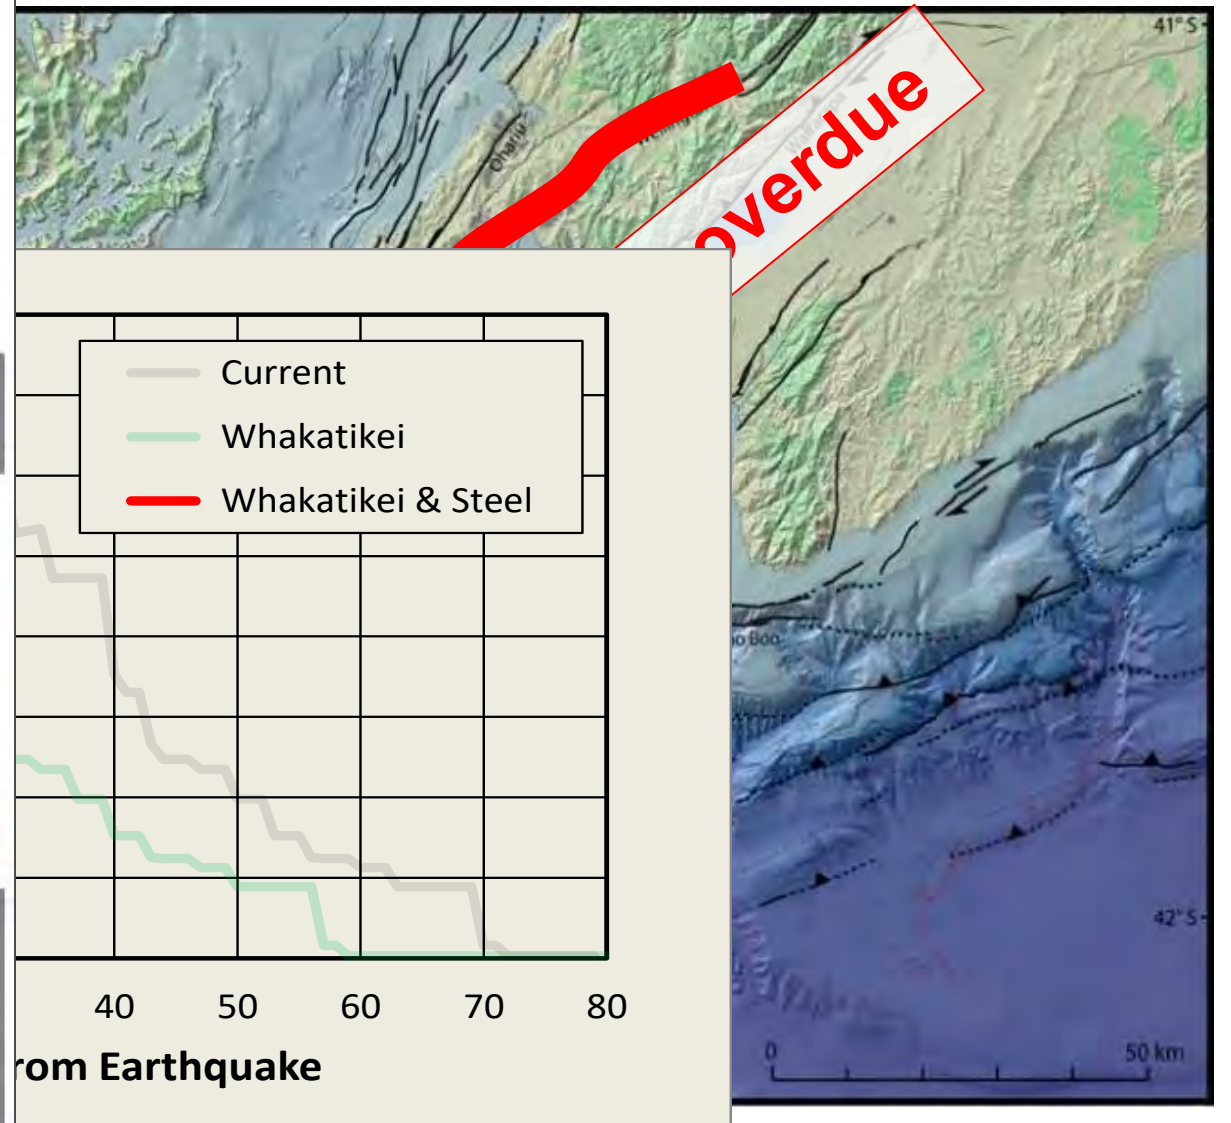 41° S
overdue
Ohariu
Current
Whakatikei
Whakatikei & Steel
42° S
40 50 60 70 80
rom Earthquake
0 50 km